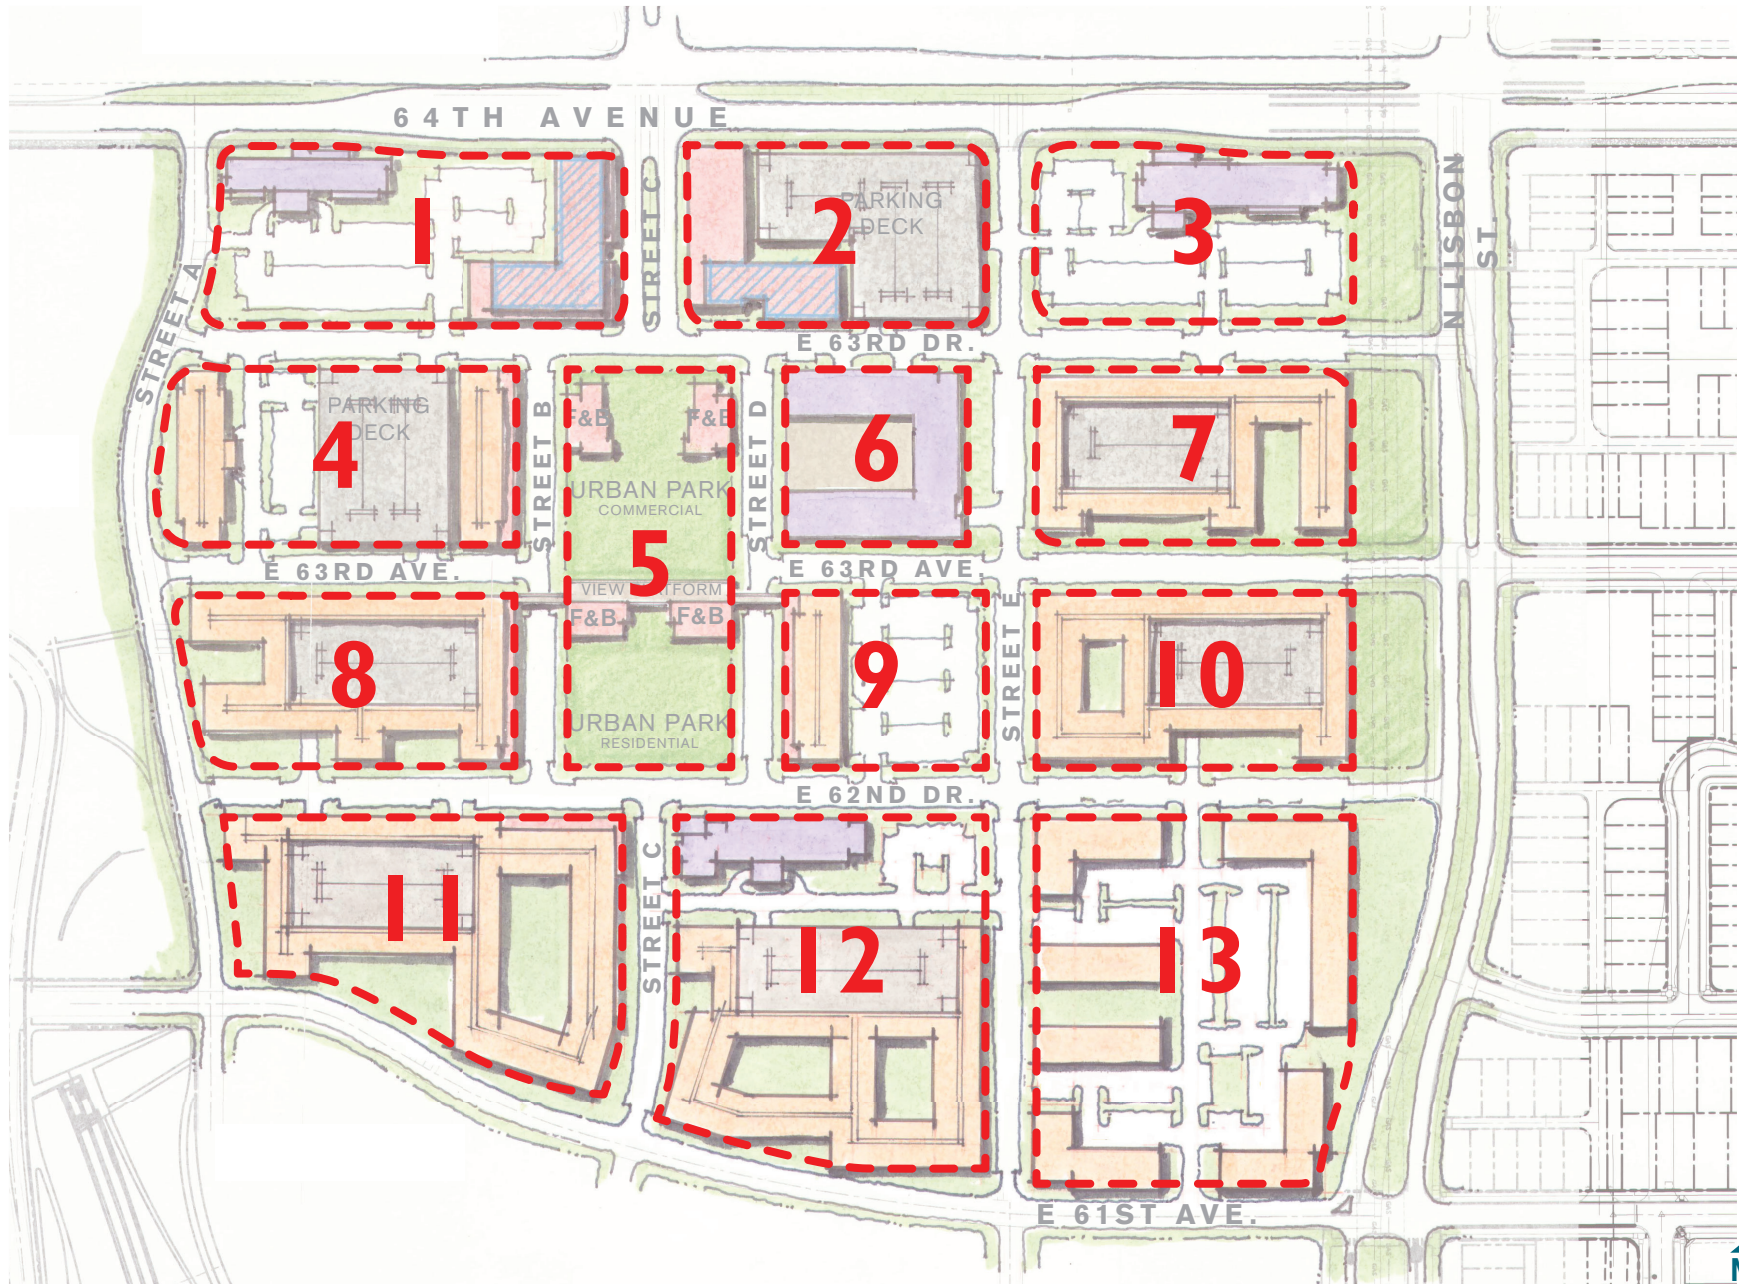 64TH AVENUE
1
2
PARKING
DECK
3
STREET C
N LISBON
ST.
STREET A
E 63RD DR.
4
PARKING
DECK
STREET B
F&B
F&B
URBAN PARK
COMMERCIAL
5
STREET D
6
7
E 63RD AVE.
E 63RD AVE.
F&B
F&B
8
9
STREET E
10
URBAN PARK
RESIDENTIAL
E 62ND DR.
11
STREET C
12
13
E 61ST AVE.